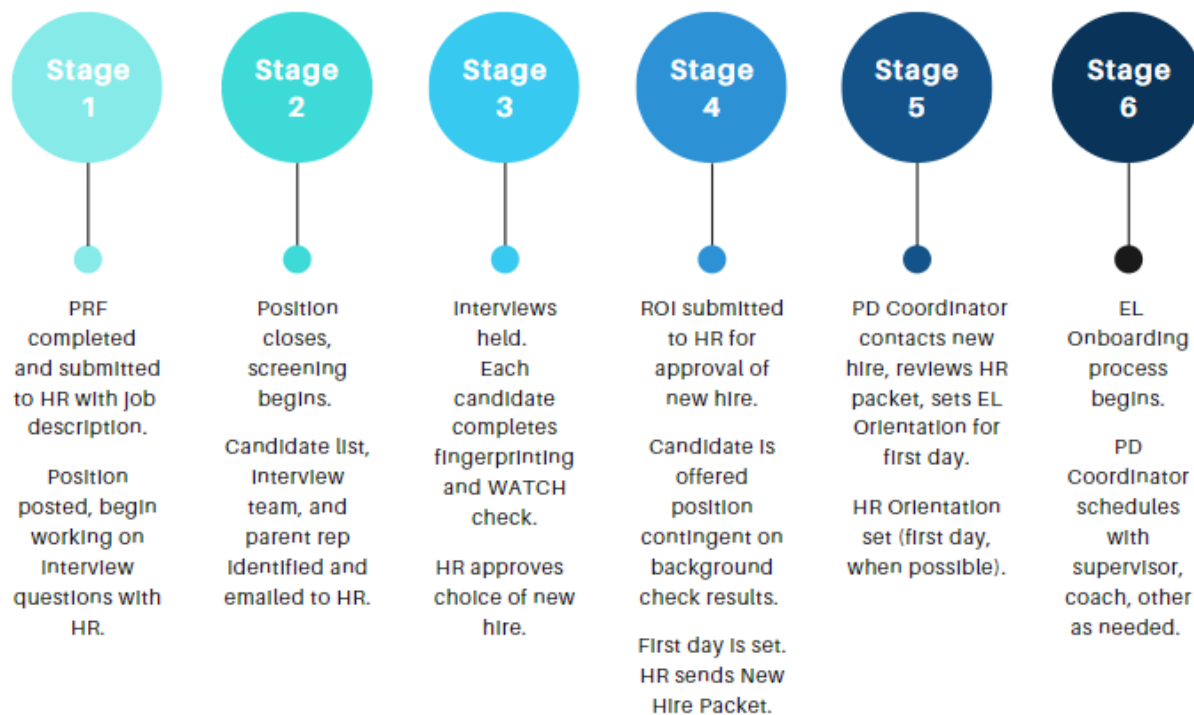 Stage
1
PRF
completed
and submitted
to HR with job
description.
Position
posted, begin
working on
interview
questions with
HR.
Stage
2
Position
closes,
screening
begins.
Candidate list,
interview
team, and
parent rep
identified and
emailed to HR.
Stage
3
Interviews
held.
Each
candidate
completes
fingerprinting
and WATCH
check.
HR approves
choice of new
hire.
Stage
4
ROI submitted
to HR for
approval of
new hire.
Candidate is
offered
position
contingent on
background
check results.
First day is set.
HR sends New
Hire Packet.
Stage
5
PD Coordinator
contacts new
hire, reviews HR
packet, sets EL
Orientation for
first day.
HR Orientation
set (first day,
when possible).
Stage
6
EL
Onboarding
process
begins.
PD
Coordinator
schedules
with
supervisor,
coach, other
as needed.